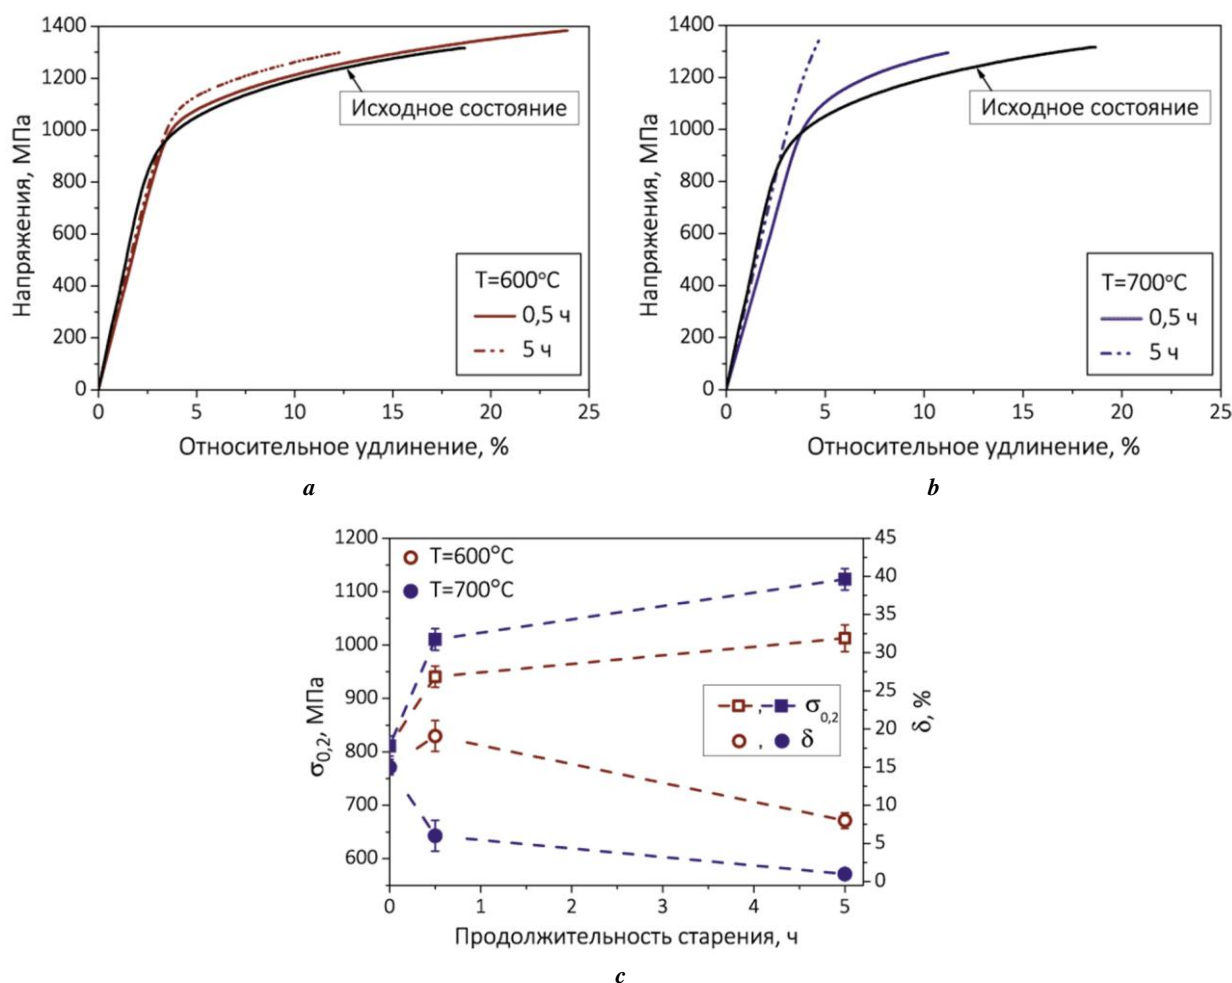 1400
1200
1000
800
600
400
200
0
Напряжения, МПа
Исходное состояние
T=600°C
0,5 ч
5 ч
0 5 10 15 20 25
Относительное удлинение, %
a
1400
1200
1000
800
600
400
200
0
Напряжения, МПа
Исходное состояние
T=700°C
0,5 ч
5 ч
0 5 10 15 20 25
Относительное удлинение, %
b
1200
1100
1000
900
800
700
600
σ0,2, МПа
T=600°C
T=700°C
, σ0,2
, δ
45
40
35
30
25
20
15
10
5
0
δ, %
0 1 2 3 4 5
Продолжительность старения, ч
c